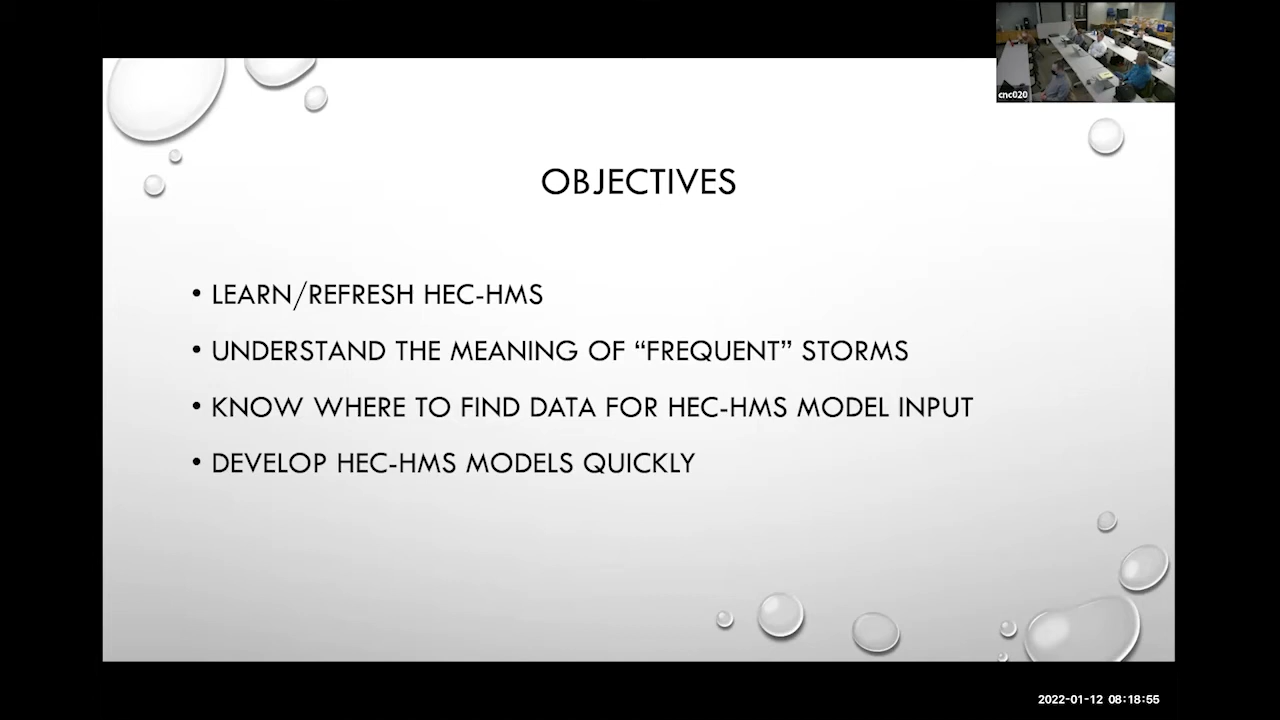 cnc020
OBJECTIVES
• LEARN/REFRESH HEC-HMS
• UNDERSTAND THE MEANING OF “FREQUENT” STORMS
• KNOW WHERE TO FIND DATA FOR HEC-HMS MODEL INPUT
• DEVELOP HEC-HMS MODELS QUICKLY
2022-01-12 08:18:55